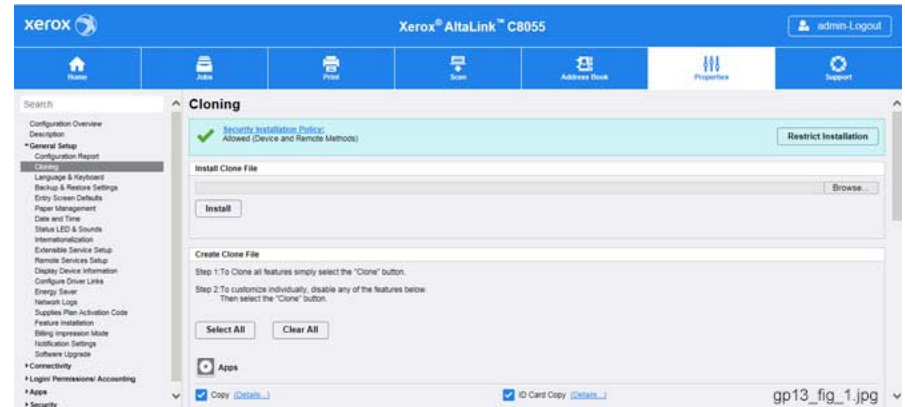 xerox
Xerox® AltaLink™ C8055
admin-Logout
Home
Jobs
Print
Scan
Address Book
Properties
Support
Search
Configuration Overview
Description
General Setup
Configuration Report
Cloning
Language & Keyboard
Backup & Restore Settings
Entry Screen Defaults
Paper Management
Date and Time
Status LED & Sounds
Internationalization
Extensible Service Setup
Remote Services Setup
Display Device Information
Configure Driver Links
Energy Saver
Network Logs
Supplies Plan Activation Code
Feature Installation
Billing Impression Mode
Notification Settings
Software Upgrade
Connectivity
Login/ Permissions/ Accounting
Apps
Security
Cloning
Security Installation Policy:
Allowed (Device and Remote Methods)
Restrict Installation
Install Clone File
Browse...
Install
Create Clone File
Step 1:To Clone all features simply select the "Clone" button.
Step 2:To customize individually, disable any of the features below.
Then select the "Clone" button.
Select All
Clear All
Apps
Copy (Details...)
ID Card Copy (Details...)
gp13_fig_1.jpg